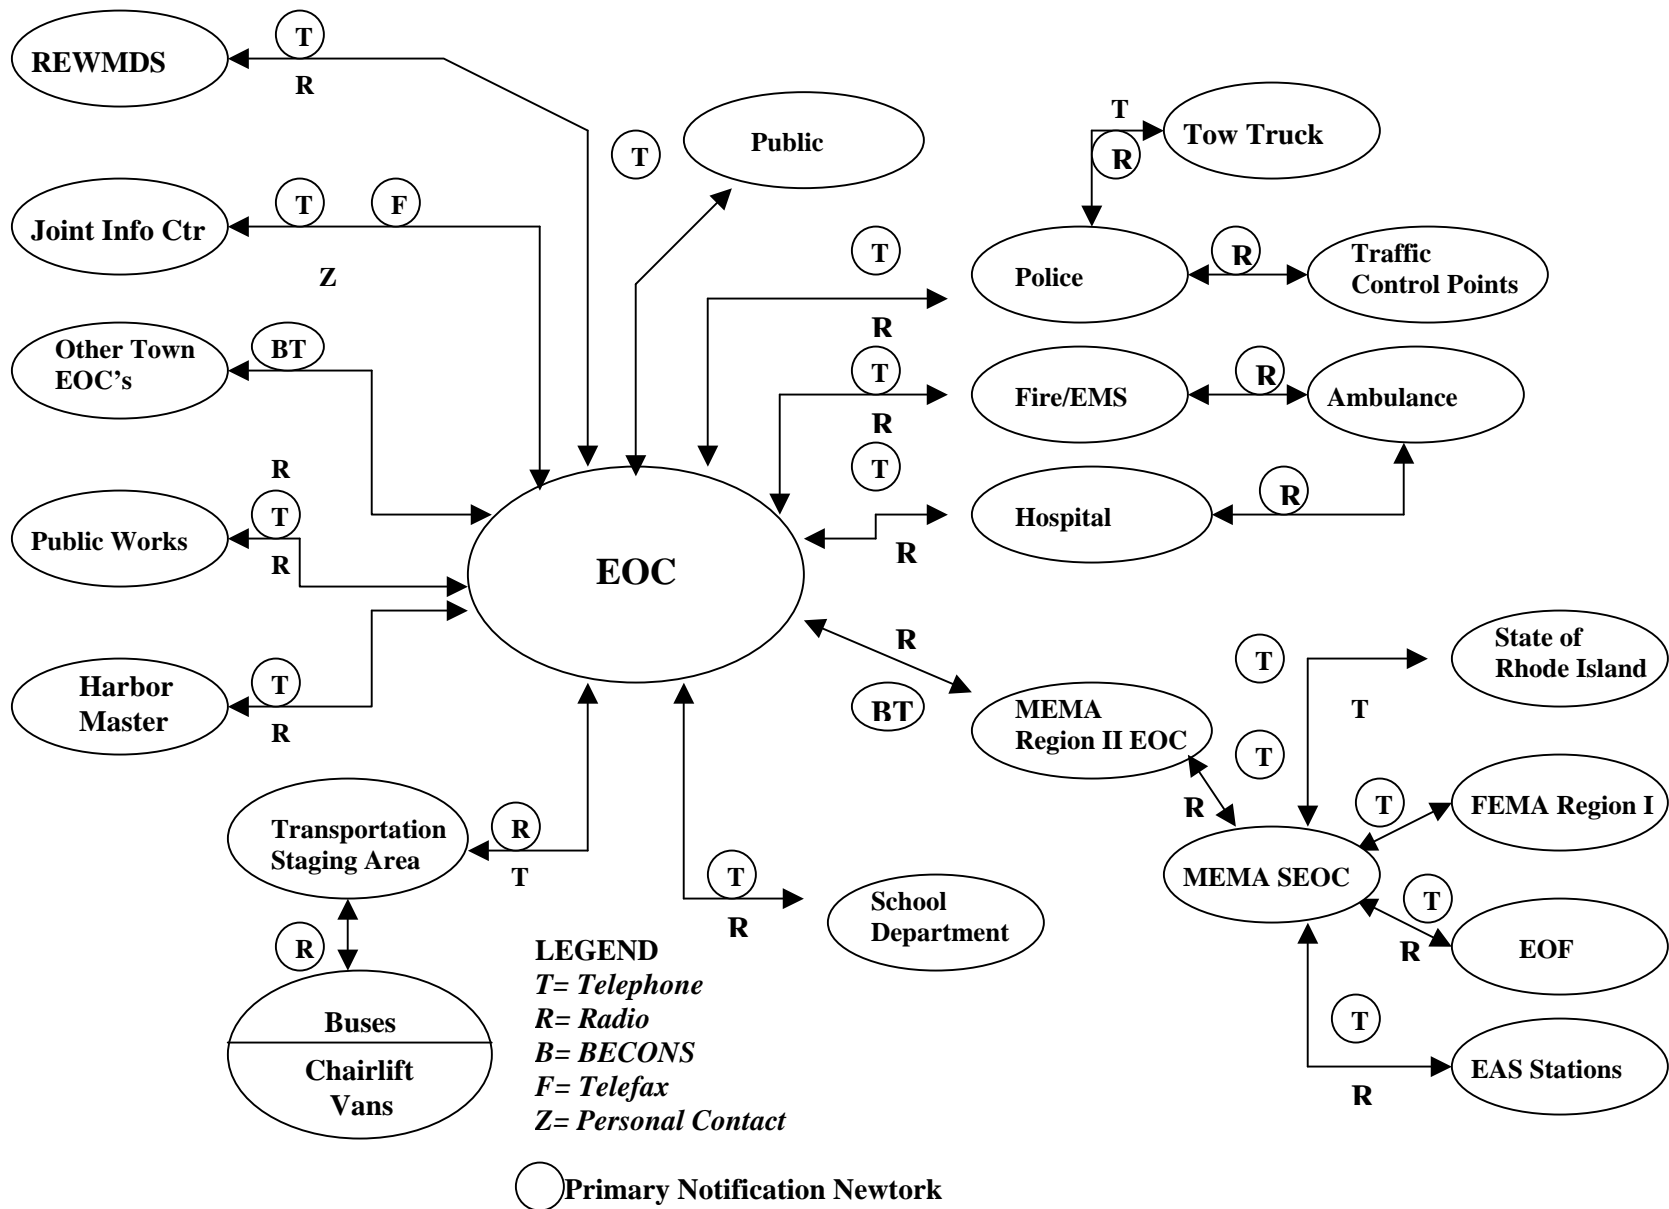 T
REWMDS
R
T
Public
T
Tow Truck
R
T
F
Joint Info Ctr
Z
T
R
Police
R
Traffic
Control Points
Other Town
EOC's
BT
T
R
Fire/EMS
R
Ambulance
R
T
Public Works
R
T
Hospital
R
R
EOC
Harbor
Master
T
R
R
BT
MEMA
Region II EOC
R
T
T
State of
Rhode Island
T
Transportation
Staging Area
R
T
T
R
School
Department
T
FEMA Region I
MEMA SEOC
T
R
EOF
T
R
EAS Stations
R
Buses
Chairlift
Vans
LEGEND
T= Telephone
R= Radio
B= BECONS
F= Telefax
Z= Personal Contact
Primary Notification Newtork